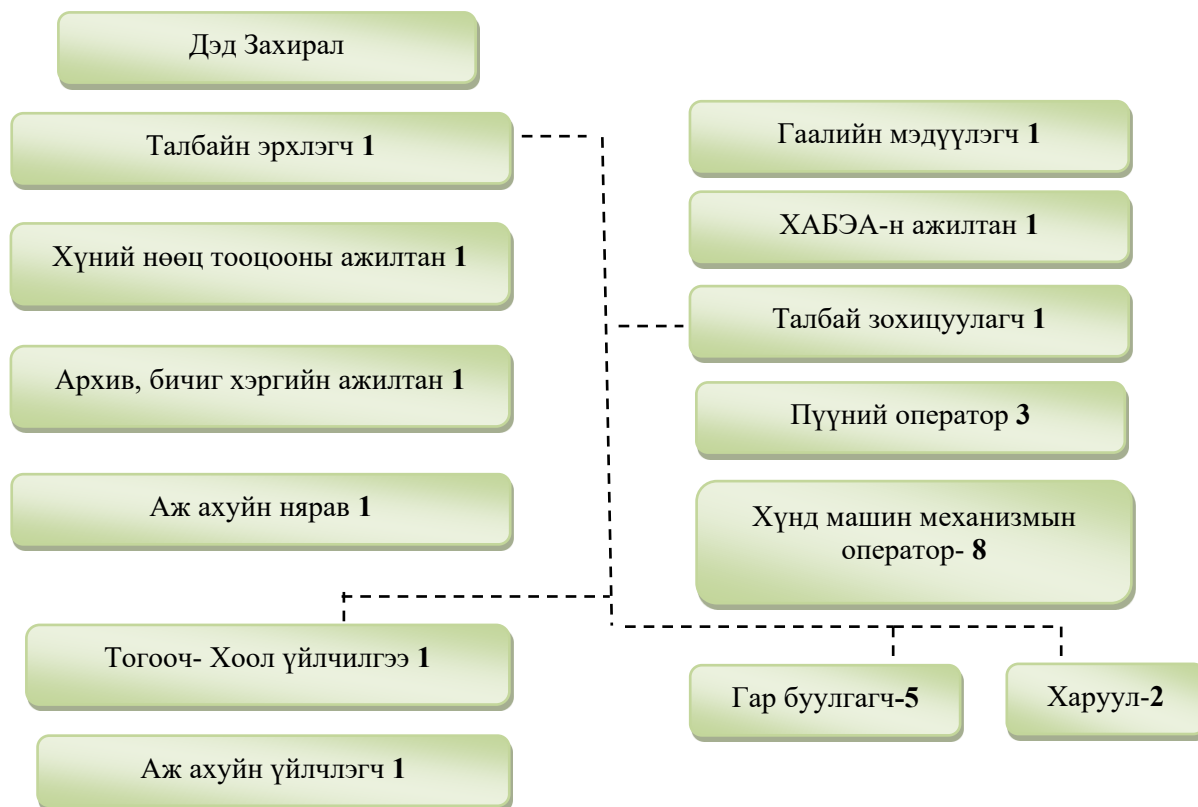 Дэд Захирал
Талбайн эрхлэгч 1
Хүний нөөц тооцооны ажилтан 1
Архив, бичиг хэргийн ажилтан 1
Аж ахуйн нярав 1
Тогооч- Хоол үйлчилгээ 1
Аж ахуйн үйлчлэгч 1
Гаалийн мэдүүлэгч 1
ХАБЭА-н ажилтан 1
Талбай зохицуулагч 1
Пүүний оператор 3
Хүнд машин механизмын
оператор- 8
Гар буулгагч-5
Харуул-2